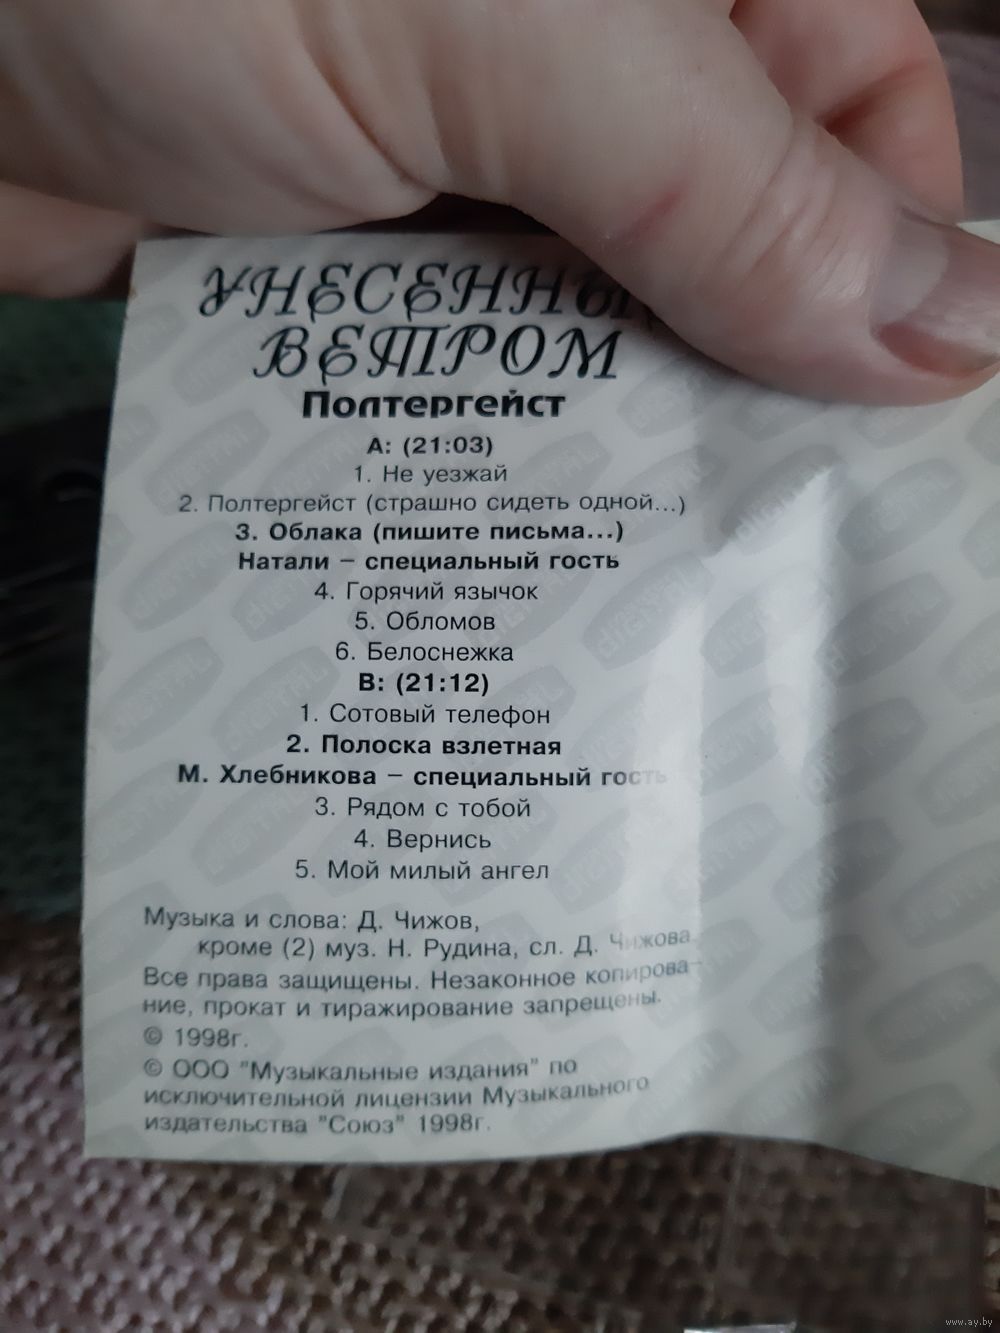 УНЕСЕННЫЕ
ВЕТРОМ
Полтергейст
А: (21:03)
1. Не уезжай
2. Полтергейст (страшно сидеть одной...)
3. Облака (пишите письма...)
Натали – специальный гость
4. Горячий язычок
5. Обломов
6. Белоснежка
В: (21:12)
1. Сотовый телефон
2. Полоска взлетная
М. Хлебникова – специальный гость
3. Рядом с тобой
4. Вернись
5. Мой милый ангел
Музыка и слова: Д. Чижов,
кроме (2) муз. Н. Рудина, сл. Д. Чижова
Все права защищены. Незаконное копирова-
ние, прокат и тиражирование запрещены.
© 1998г.
© ООО "Музыкальные издания" по
исключительной лицензии Музыкального
издательства "Союз" 1998г.
www.ay.by